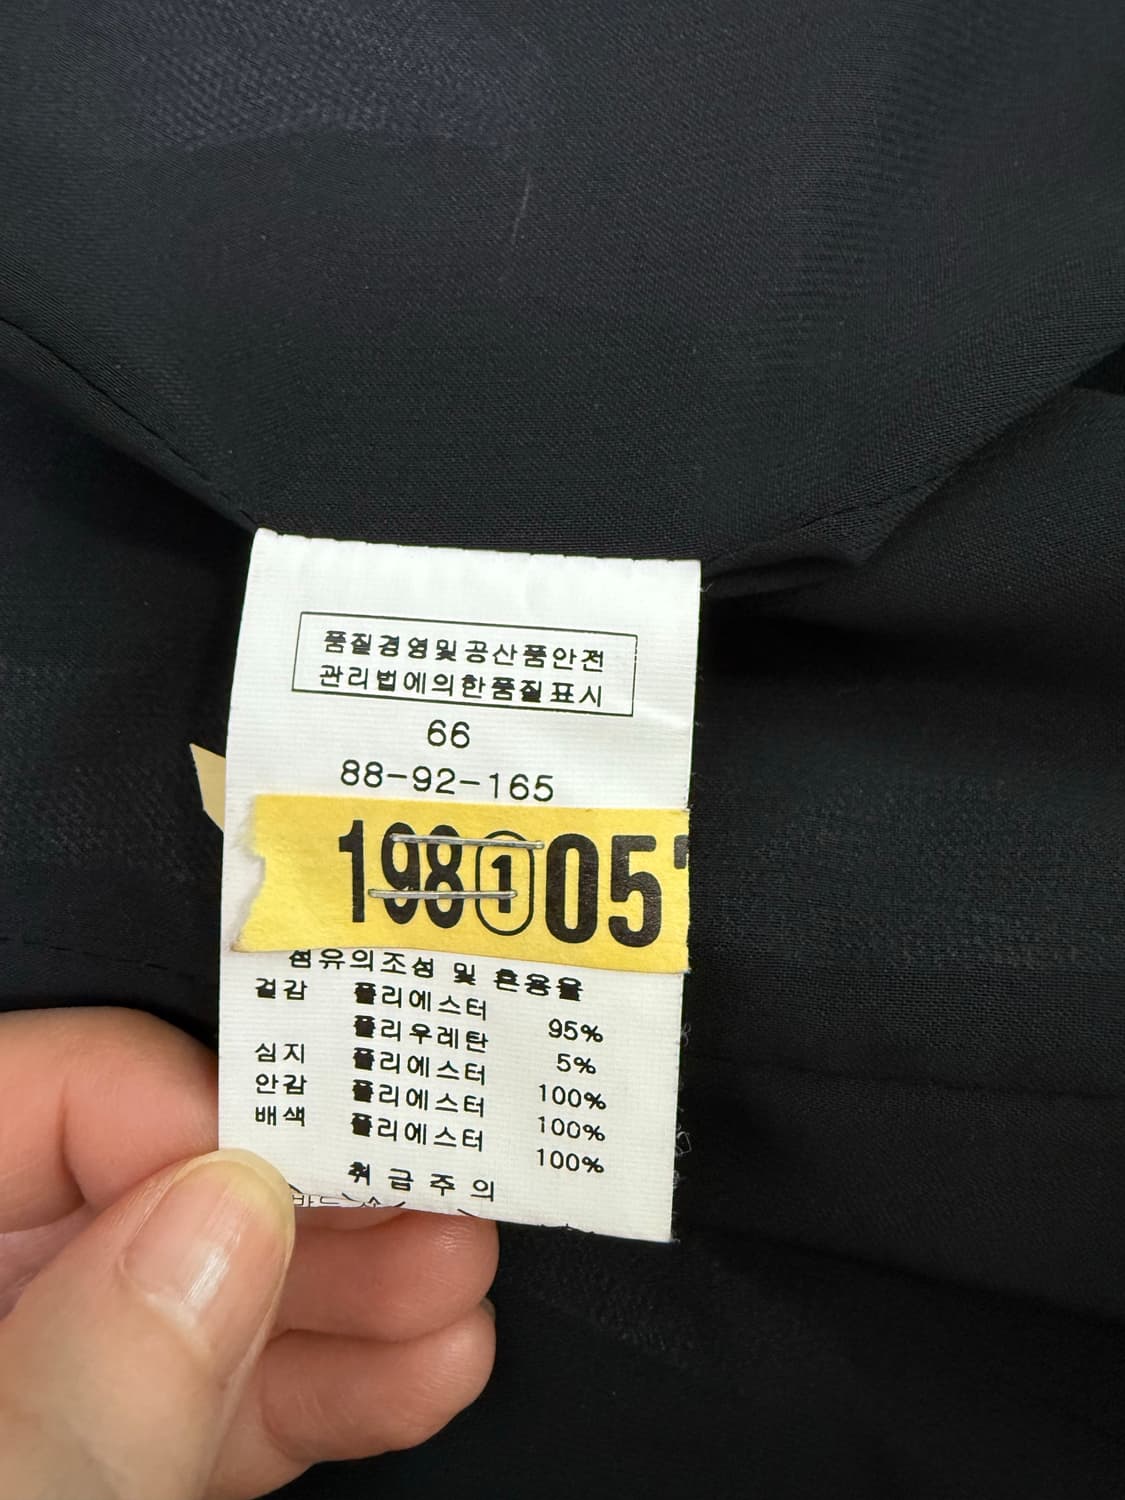 품질경영및공산품안전
관리법에의한품질표시
66
88-92-165
198 1 05
섬유의조성 및 혼용율
겉감 폴리에스터 95%
폴리우레탄 5%
심지 폴리에스터 100%
안감 폴리에스터 100%
배색 폴리에스터 100%
취급주의